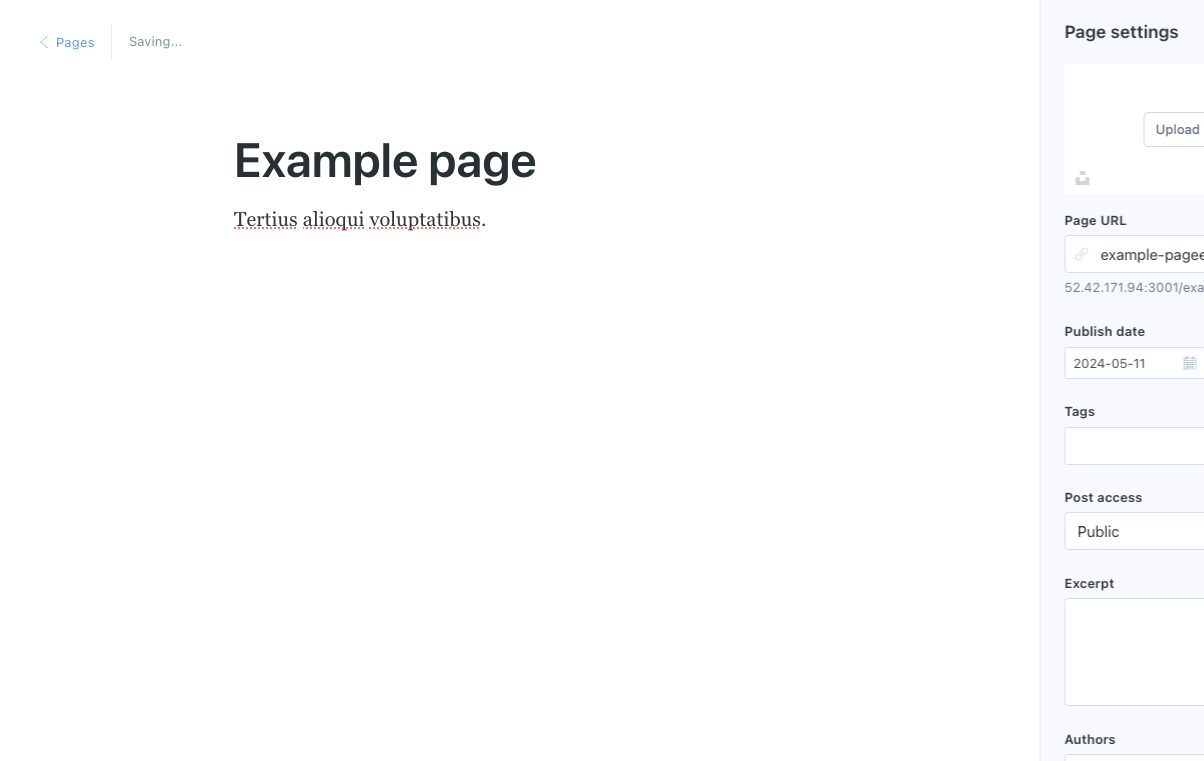 Pages
Saving...
Example page
Tertius alioqui voluptatibus.
Page settings
Upload
Page URL
example-pagee
52.42.171.94:3001/exa
Publish date
2024-05-11
Tags
Post access
Public
Excerpt
Authors